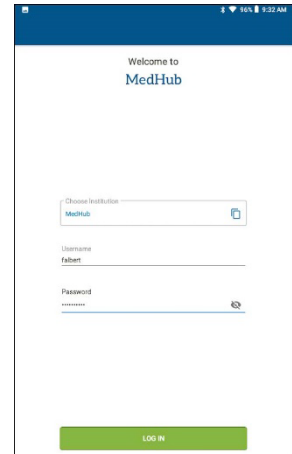 96% 9:32 AM
Welcome to
MedHub
Choose Institution
MedHub
Username
falbert
Password
••••••••••
LOG IN